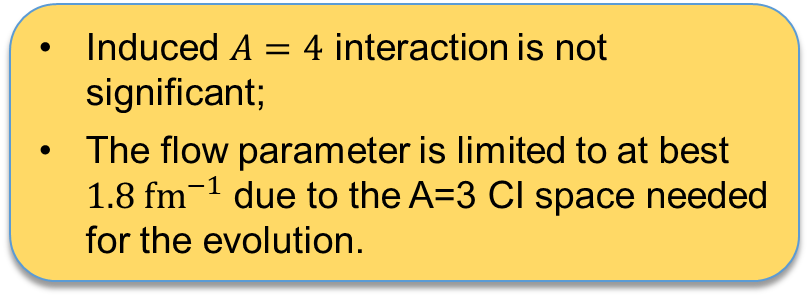 • Induced 𝐴 = 4 interaction is not
significant;
• The flow parameter is limited to at best
1.8 fm⁻¹ due to the A=3 CI space needed
for the evolution.